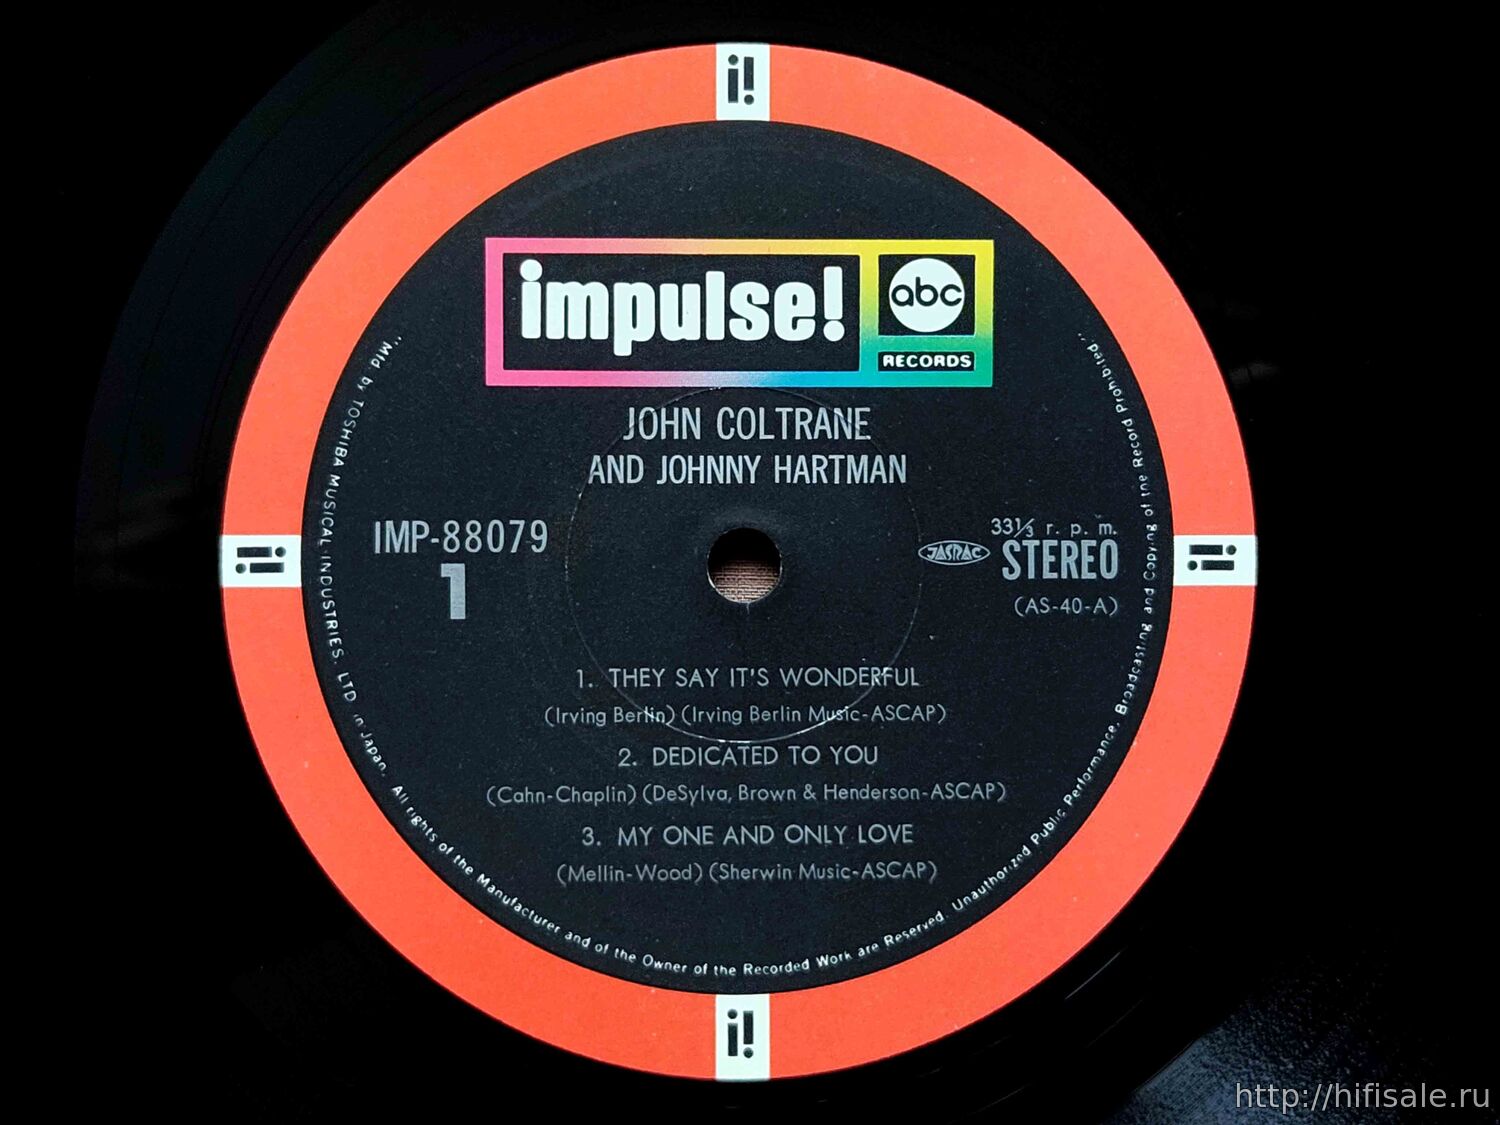 i!
impulse!
abc
RECORDS
JOHN COLTRANE
AND JOHNNY HARTMAN
IMP-88079
1
33⅓ r. p. m.
JASRAC
STEREO
(AS-40-A)
i!
i!
1. THEY SAY IT'S WONDERFUL
(Irving Berlin) (Irving Berlin Music-ASCAP)
2. DEDICATED TO YOU
(Cahn-Chaplin) (DeSylva, Brown & Henderson-ASCAP)
3. MY ONE AND ONLY LOVE
(Mellin-Wood) (Sherwin Music-ASCAP)
"Mfd. by TOSHIBA MUSICAL INDUSTRIES. LTD in Japan. All rights of the Manufacturer and of the Owner of the Recorded Work are Reserved. Unauthorized Public Performance, Broadcasting and Copying of the Record Prohibited."
i!
http://hifisale.ru